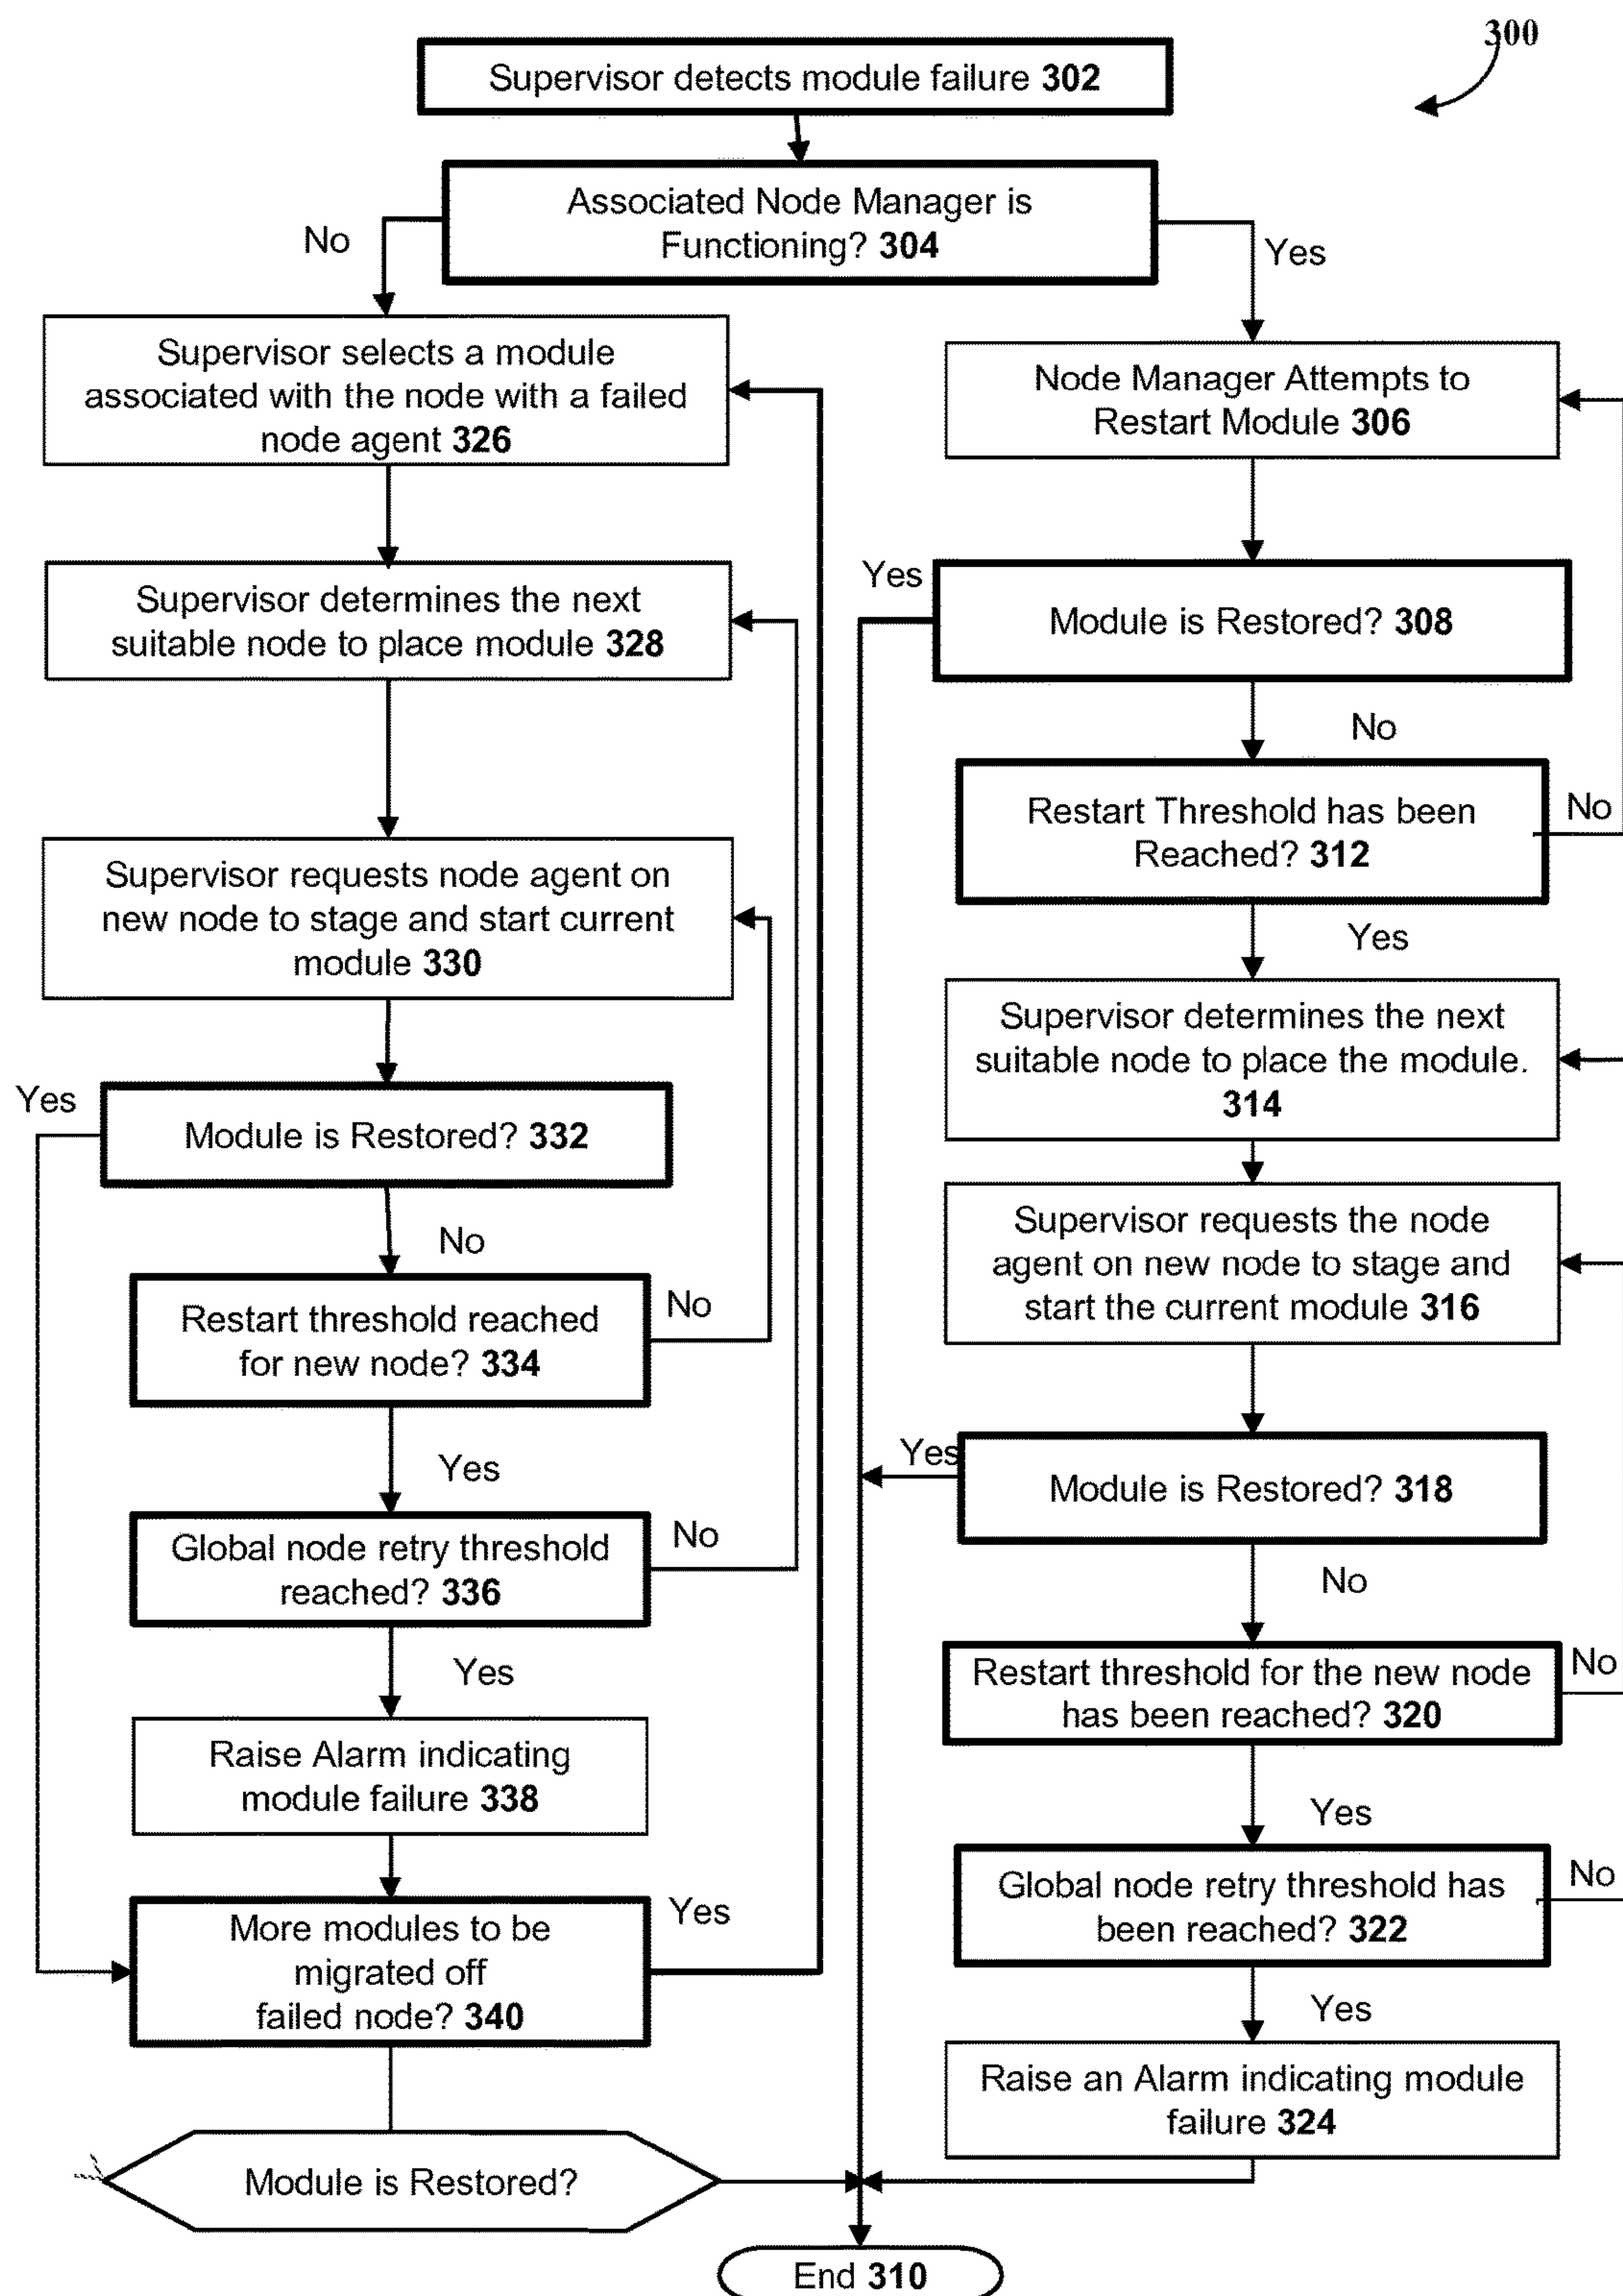 300
Supervisor detects module failure 302
Associated Node Manager is
Functioning? 304
No
Yes
Supervisor selects a module
associated with the node with a failed
node agent 326
Node Manager Attempts to
Restart Module 306
Supervisor determines the next
suitable node to place module 328
Yes
Module is Restored? 308
No
Restart Threshold has been
Reached? 312
No
Yes
Supervisor requests node agent on
new node to stage and start current
module 330
Supervisor determines the next
suitable node to place the module.
314
Yes
Module is Restored? 332
No
Supervisor requests the node
agent on new node to stage and
start the current module 316
Restart threshold reached
for new node? 334
No
Yes
Yes
Module is Restored? 318
No
Global node retry threshold
reached? 336
No
Yes
Restart threshold for the new node
has been reached? 320
No
Yes
Raise Alarm indicating
module failure 338
Global node retry threshold has
been reached? 322
No
Yes
More modules to be
migrated off
failed node? 340
Yes
Raise an Alarm indicating module
failure 324
Module is Restored?
End 310